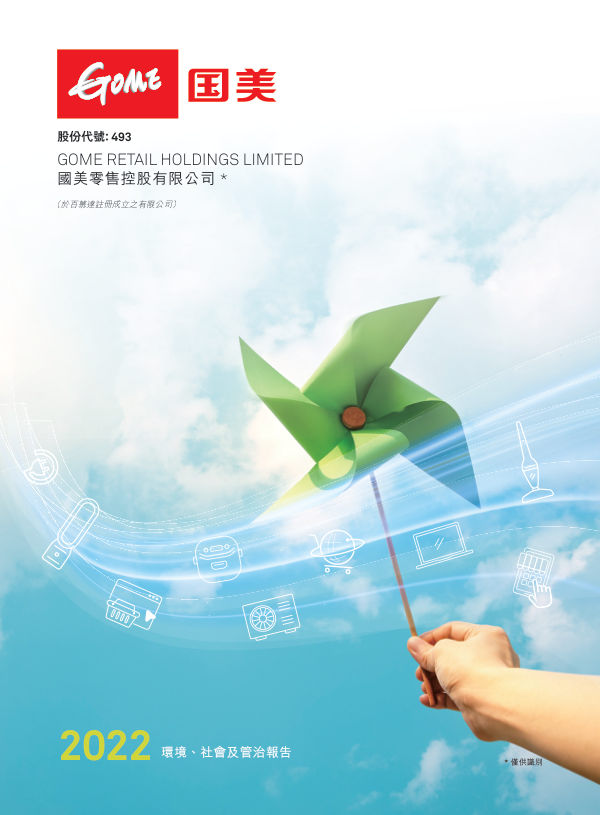 GOME 国美
股份代號: 493
GOME RETAIL HOLDINGS LIMITED
國美零售控股有限公司 *
(於百慕達註冊成立之有限公司)
2022 環境、社會及管治報告
* 僅供識別